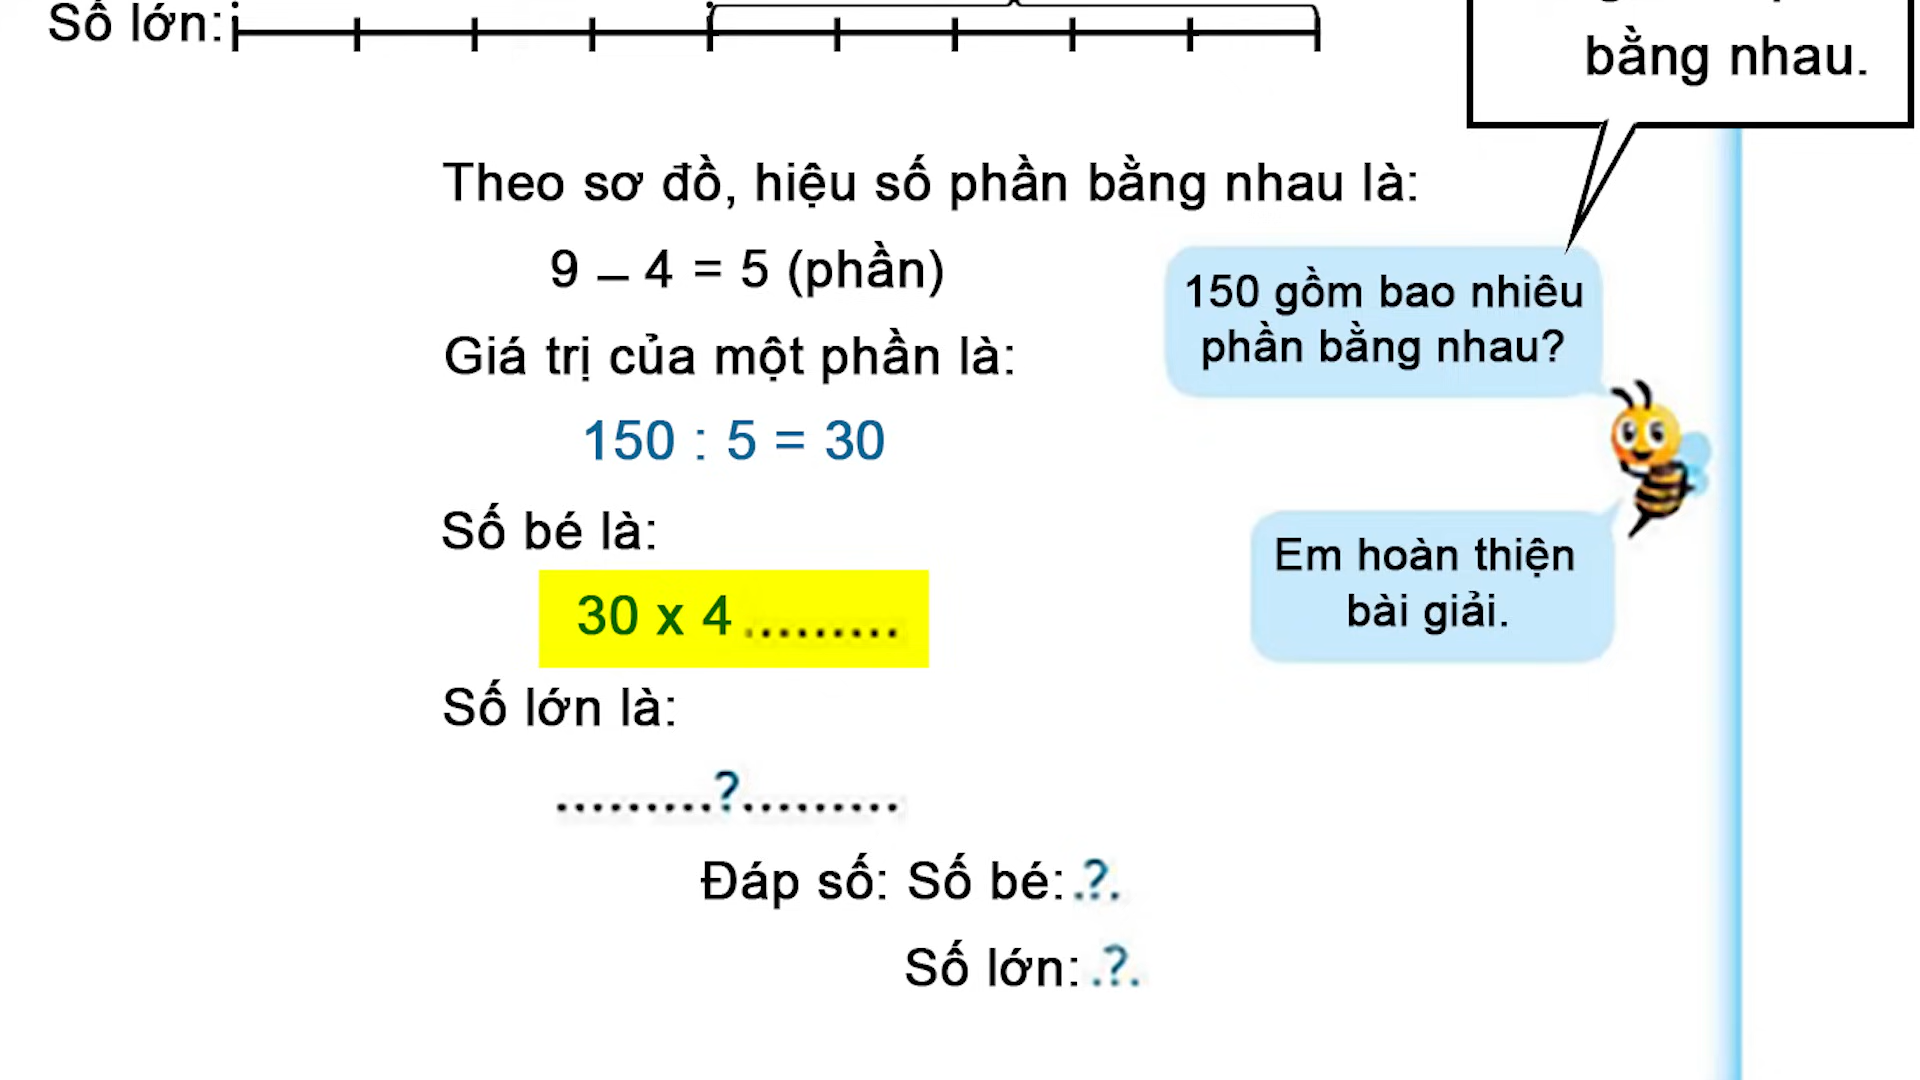 Số lớn:
bằng nhau.
Theo sơ đồ, hiệu số phần bằng nhau là:
9 – 4 = 5 (phần)
150 gồm bao nhiêu
phần bằng nhau?
Giá trị của một phần là:
150 : 5 = 30
Số bé là:
Em hoàn thiện
bài giải.
30 x 4 .........
Số lớn là:
.........?.........
Đáp số: Số bé: .?.
Số lớn: .?.